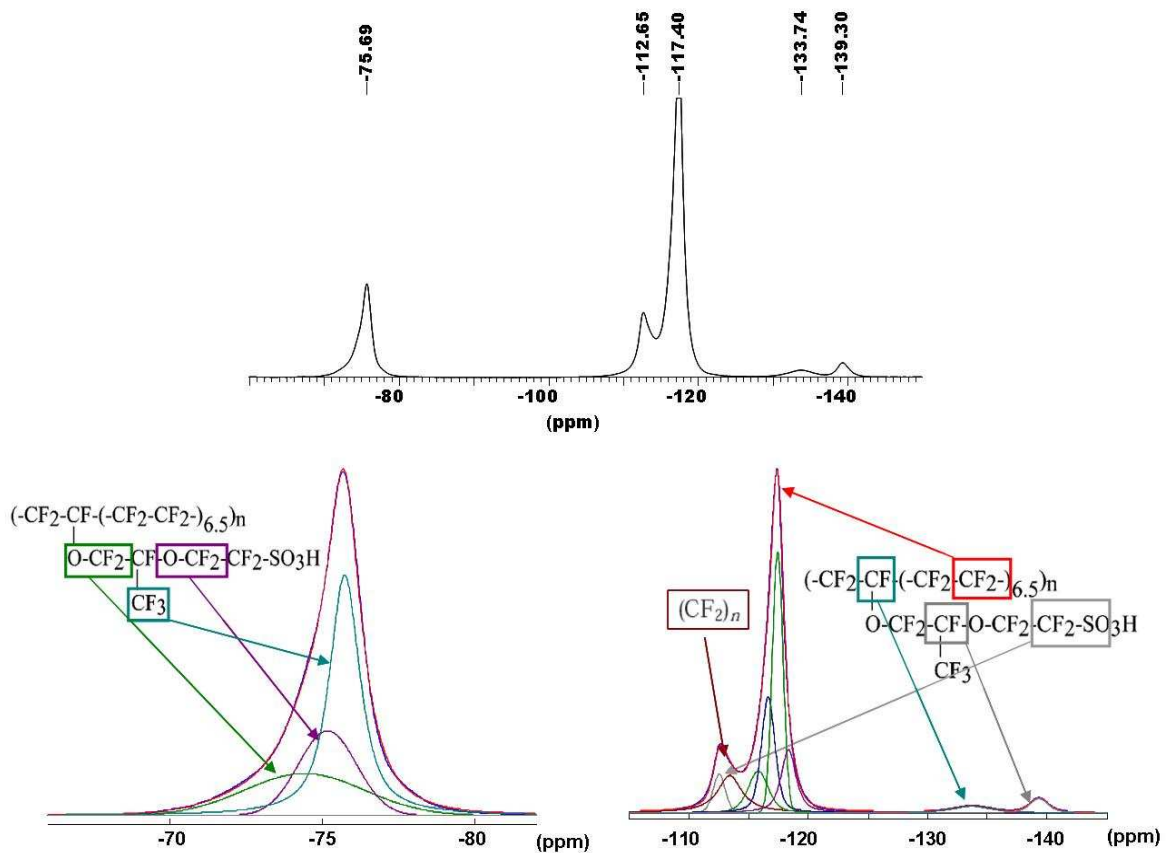 -75.69
-112.65
-117.40
-133.74
-139.30
-80 -100 -120 -140
(ppm)
(-CF2-CF-(-CF2-CF2-)6.5)n
O-CF2-CF-O-CF2-CF2-SO3H
CF3
-70 -75 -80 (ppm)
(-CF2-CF-(-CF2-CF2-)6.5)n
(CF2)n
O-CF2-CF-O-CF2-CF2-SO3H
CF3
-110 -120 -130 -140 (ppm)